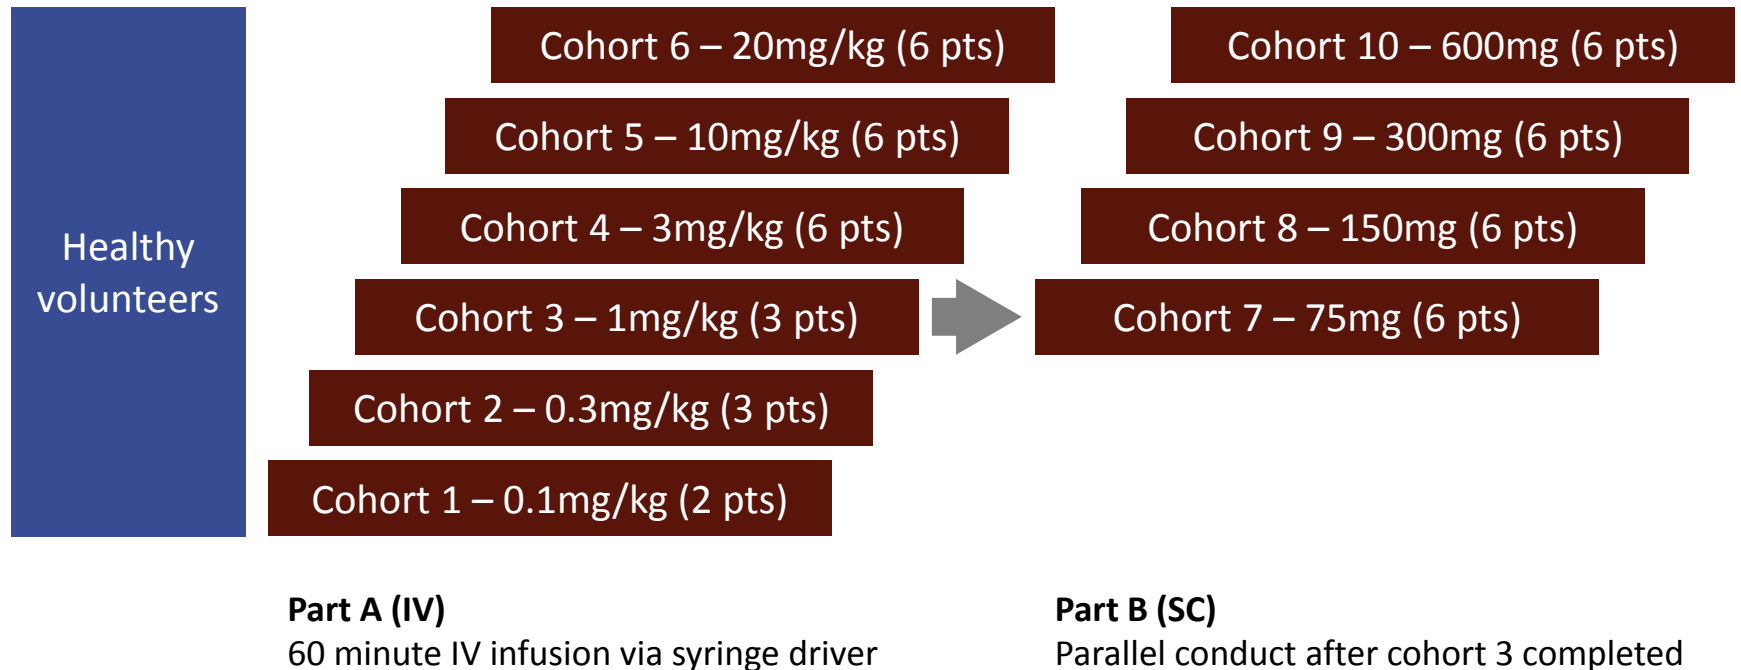 Healthy
volunteers
Cohort 6 – 20mg/kg (6 pts)
Cohort 5 – 10mg/kg (6 pts)
Cohort 4 – 3mg/kg (6 pts)
Cohort 3 – 1mg/kg (3 pts)
Cohort 2 – 0.3mg/kg (3 pts)
Cohort 1 – 0.1mg/kg (2 pts)
Cohort 10 – 600mg (6 pts)
Cohort 9 – 300mg (6 pts)
Cohort 8 – 150mg (6 pts)
Cohort 7 – 75mg (6 pts)
Part A (IV)
60 minute IV infusion via syringe driver
Part B (SC)
Parallel conduct after cohort 3 completed